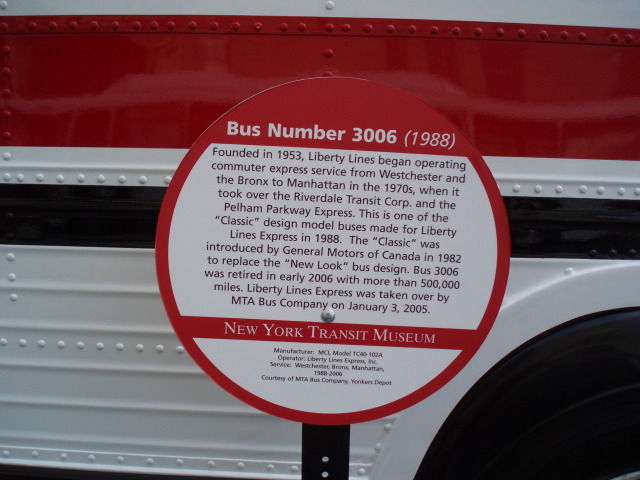 Bus Number 3006 (1988)
Founded in 1953, Liberty Lines began operating
commuter express service from Westchester and
the Bronx to Manhattan in the 1970s, when it
took over the Riverdale Transit Corp. and the
Pelham Parkway Express. This is one of the
“Classic” design model buses made for Liberty
Lines Express in 1988. The “Classic” was
introduced by General Motors of Canada in 1982
to replace the “New Look” bus design. Bus 3006
was retired in early 2006 with more than 500,000
miles. Liberty Lines Express was taken over by
MTA Bus Company on January 3, 2005.
NEW YORK TRANSIT MUSEUM
Manufacturer: MCI, Model TC40-102A
Operator: Liberty Lines Express, Inc.
Service: Westchester, Bronx, Manhattan,
1988-2006
Courtesy of MTA Bus Company, Yonkers Depot